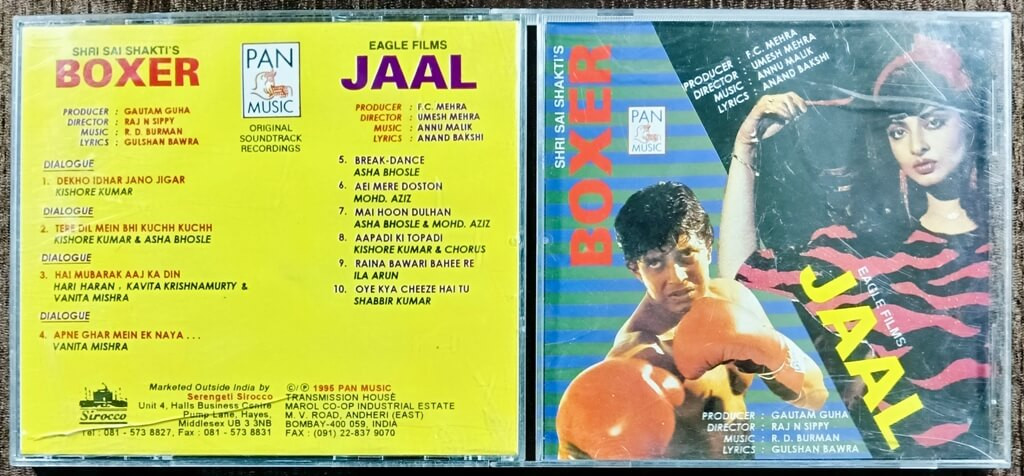 SHRI SAI SHAKTI'S
BOXER
PRODUCER : GAUTAM GUHA
DIRECTOR : RAJ N SIPPY
MUSIC : R. D. BURMAN
LYRICS : GULSHAN BAWRA
PAN
MUSIC
ORIGINAL
SOUNDTRACK
RECORDINGS
EAGLE FILMS
JAAL
PRODUCER : F.C. MEHRA
DIRECTOR : UMESH MEHRA
MUSIC : ANNU MALIK
LYRICS : ANAND BAKSHI
DIALOGUE
1. DEKHO IDHAR JANO JIGAR
KISHORE KUMAR
DIALOGUE
2. TERE DIL MEIN BHI KUCHH KUCHH
KISHORE KUMAR & ASHA BHOSLE
DIALOGUE
3. HAI MUBARAK AAJ KA DIN
HARI HARAN, KAVITA KRISHNAMURTY &
VANITA MISHRA
DIALOGUE
4. APNE GHAR MEIN EK NAYA . . .
VANITA MISHRA
5. BREAK-DANCE
ASHA BHOSLE
6. AEI MERE DOSTON
MOHD. AZIZ
7. MAI HOON DULHAN
ASHA BHOSLE & MOHD. AZIZ
8. AAPADI KI TOPADI
KISHORE KUMAR & CHORUS
9. RAINA BAWARI BAHEE RE
ILA ARUN
10. OYE KYA CHEEZE HAI TU
SHABBIR KUMAR
Sirocco
Marketed Outside India by
Serengeti Sirocco
Unit 4, Halls Business Centre
Pump Lane, Hayes,
Middlesex UB 3 3NB
Tel : 081 - 573 8827, Fax : 081 - 573 8831
©/℗ 1995 PAN MUSIC
TRANSMISSION HOUSE
MAROL CO-OP INDUSTRIAL ESTATE
M. V. ROAD, ANDHERI (EAST)
BOMBAY-400 059, INDIA
FAX : (091) 22-837 9070
SHRI SAI SHAKTI'S
BOXER
PAN
MUSIC
PRODUCER : F.C. MEHRA
DIRECTOR : UMESH MEHRA
MUSIC : ANNU MALIK
LYRICS : ANAND BAKSHI
EAGLE FILMS
JAAL
PRODUCER : GAUTAM GUHA
DIRECTOR : RAJ N SIPPY
MUSIC : R. D. BURMAN
LYRICS : GULSHAN BAWRA